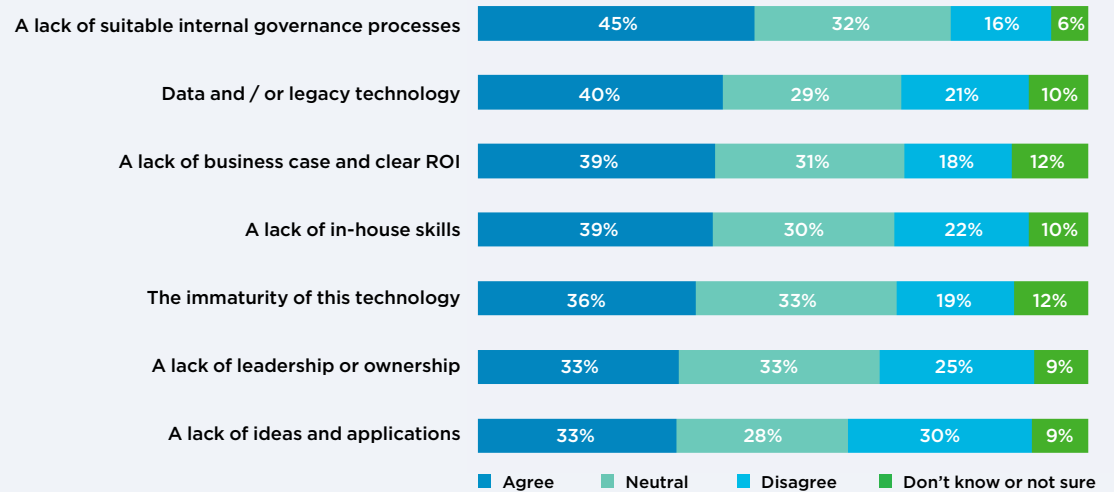 A lack of suitable internal governance processes 45% 32% 16% 6%
Data and / or legacy technology 40% 29% 21% 10%
A lack of business case and clear ROI 39% 31% 18% 12%
A lack of in-house skills 39% 30% 22% 10%
The immaturity of this technology 36% 33% 19% 12%
A lack of leadership or ownership 33% 33% 25% 9%
A lack of ideas and applications 33% 28% 30% 9%
Agree Neutral Disagree Don’t know or not sure